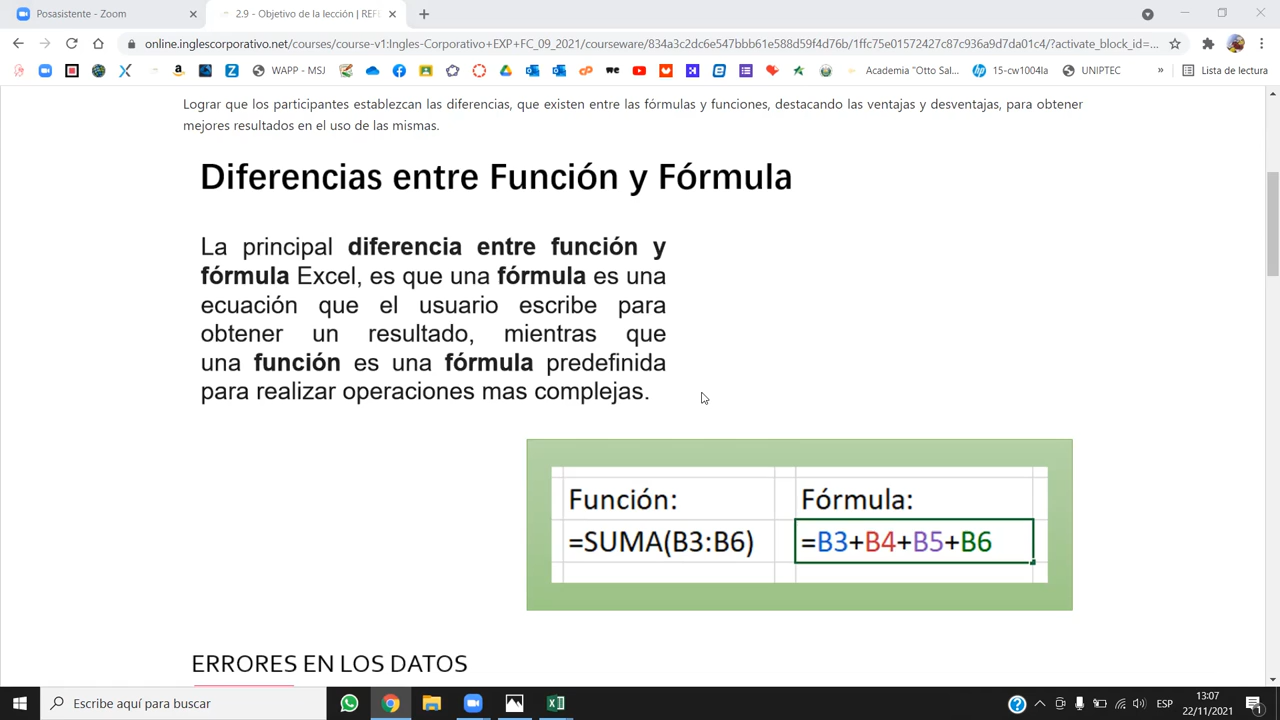 Posasistente - Zoom
2.9 - Objetivo de la lección | REFL
online.inglescorporativo.net/courses/course-v1:Ingles-Corporativo+EXP+FC_09_2021/courseware/834a3c2dc6e547bbb61e588d59f4d76b/1ffc75e01572427c87c936a9d7da01c4/?activate_block_id=...
WAPP - MSJ
Academia "Otto Sal...
15-cw1004la
UNIPTEC
»
Lista de lectura
Lograr que los participantes establezcan las diferencias, que existen entre las fórmulas y funciones, destacando las ventajas y desventajas, para obtener
mejores resultados en el uso de las mismas.
Diferencias entre Función y Fórmula
La principal diferencia entre función y
fórmula Excel, es que una fórmula es una
ecuación que el usuario escribe para
obtener un resultado, mientras que
una función es una fórmula predefinida
para realizar operaciones mas complejas.
Función: Fórmula:
=SUMA(B3:B6) =B3+B4+B5+B6
ERRORES EN LOS DATOS
Escribe aquí para buscar
ESP
13:07
22/11/2021